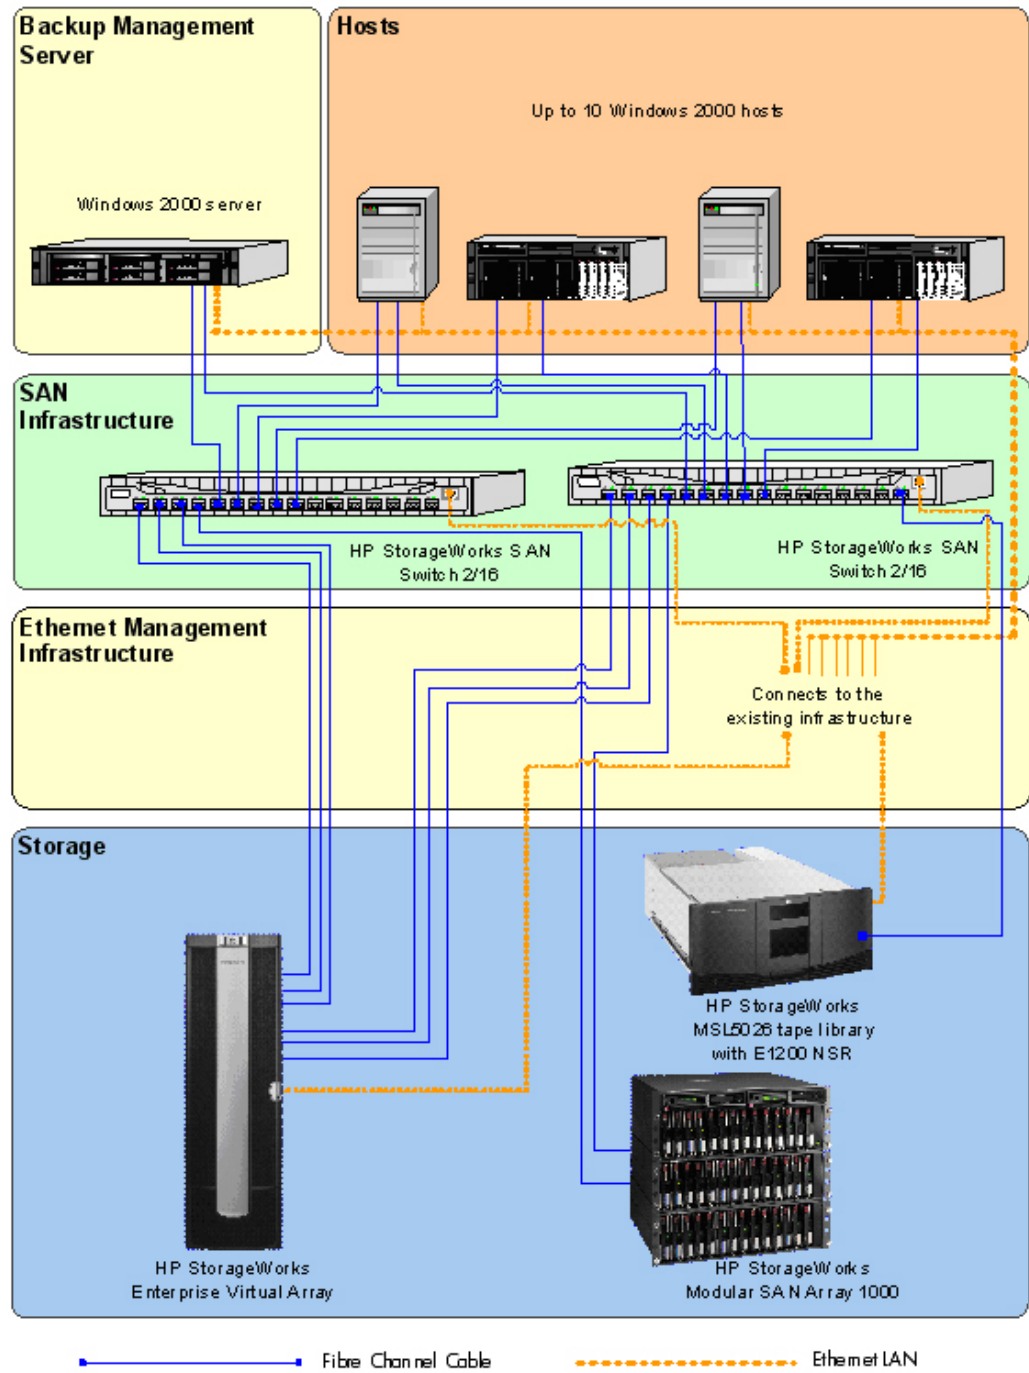 Backup Management
Server
Hosts
Up to 10 Windows 2000 hosts
Windows 2000 server
SAN
Infrastructure
HP StorageWorks SAN
Switch 2/16
HP StorageWorks SAN
Switch 2/16
Ethernet Management
Infrastructure
Connects to the
existing infrastructure
Storage
HP StorageWorks
MSL5026 tape library
with E1200 NSR
HP StorageWorks
Enterprise Virtual Array
HP StorageWorks
Modular SAN Array 1000
Fibre Channel Cable
Ethernet LAN